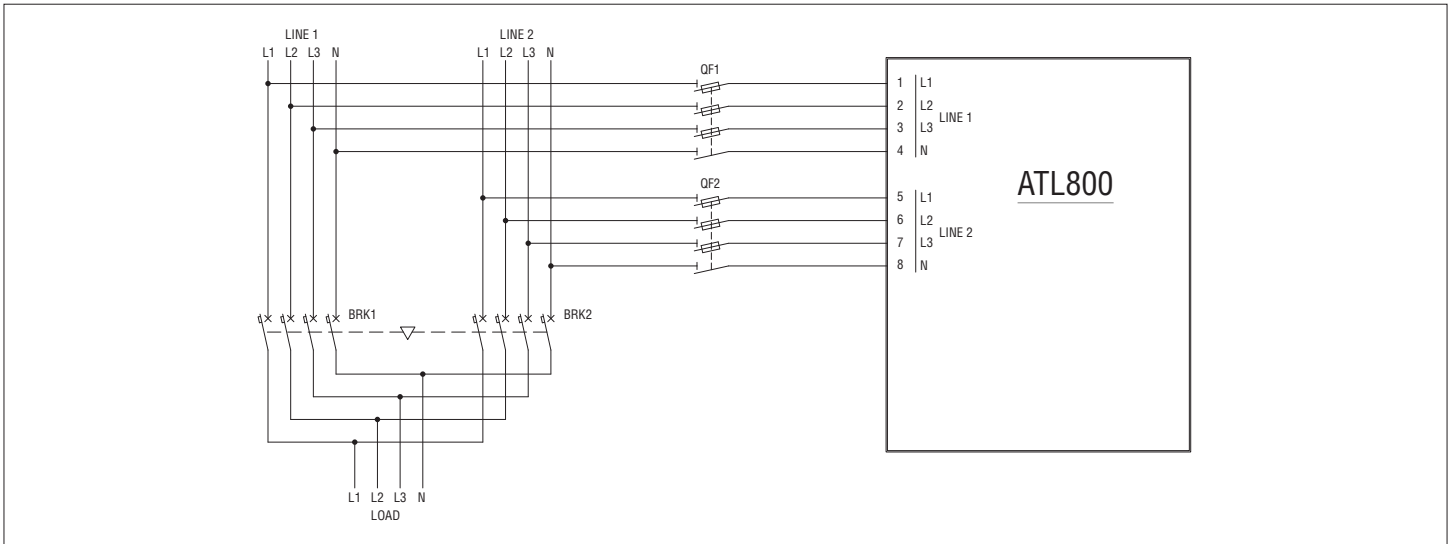 LINE 1
L1 L2 L3 N
LINE 2
L1 L2 L3 N
QF1
1 L1
2 L2
3 L3
4 N
LINE 1
QF2
5 L1
6 L2
7 L3
8 N
LINE 2
ATL800
BRK1
BRK2
L1 L2 L3 N
LOAD